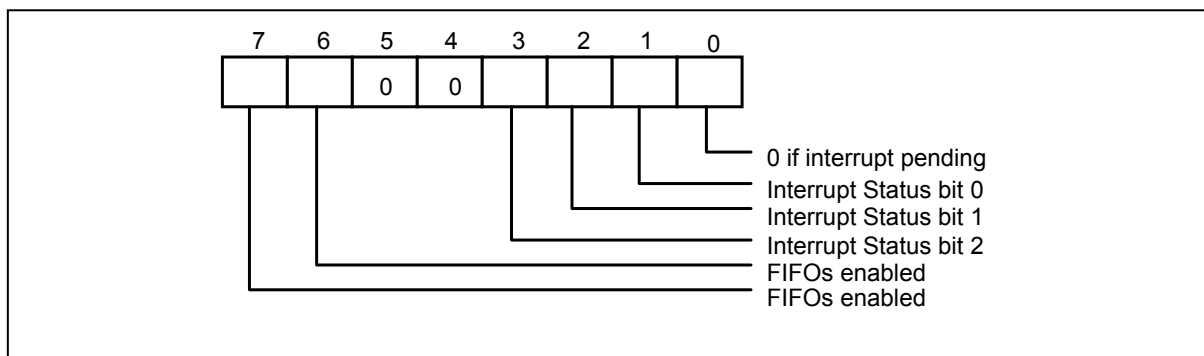 7 6 5 4 3 2 1 0
0 0
0 if interrupt pending
Interrupt Status bit 0
Interrupt Status bit 1
Interrupt Status bit 2
FIFOs enabled
FIFOs enabled